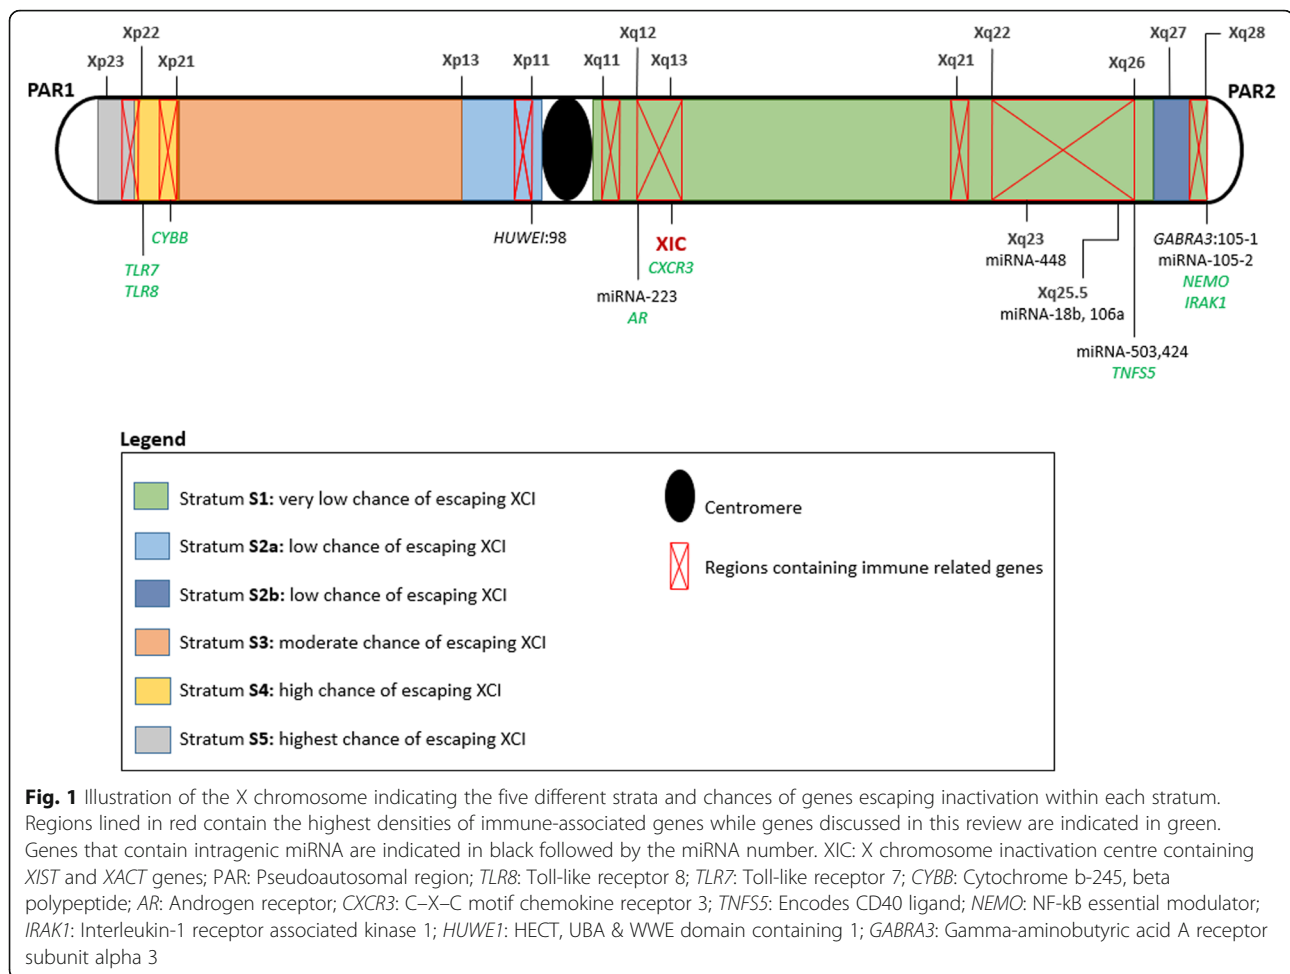 Xp22
Xq12
Xq22
Xq27
Xq28
Xp23
Xp21
Xp13
Xp11
Xq11
Xq13
Xq21
Xq26
PAR1
PAR2
CYBB
TLR7
TLR8
HUWEI:98
XIC
CXCR3
miRNA-223
AR
Xq23
miRNA-448
Xq25.5
miRNA-18b, 106a
miRNA-503,424
TNFS5
GABRA3:105-1
miRNA-105-2
NEMO
IRAK1
Legend
Stratum S1: very low chance of escaping XCI
Stratum S2a: low chance of escaping XCI
Stratum S2b: low chance of escaping XCI
Stratum S3: moderate chance of escaping XCI
Stratum S4: high chance of escaping XCI
Stratum S5: highest chance of escaping XCI
Centromere
Regions containing immune related genes
Fig. 1 Illustration of the X chromosome indicating the five different strata and chances of genes escaping inactivation within each stratum.
Regions lined in red contain the highest densities of immune-associated genes while genes discussed in this review are indicated in green.
Genes that contain intragenic miRNA are indicated in black followed by the miRNA number. XIC: X chromosome inactivation centre containing
XIST and XACT genes; PAR: Pseudoautosomal region; TLR8: Toll-like receptor 8; TLR7: Toll-like receptor 7; CYBB: Cytochrome b-245, beta
polypeptide; AR: Androgen receptor; CXCR3: C–X–C motif chemokine receptor 3; TNFS5: Encodes CD40 ligand; NEMO: NF-kB essential modulator;
IRAK1: Interleukin-1 receptor associated kinase 1; HUWE1: HECT, UBA & WWE domain containing 1; GABRA3: Gamma-aminobutyric acid A receptor
subunit alpha 3